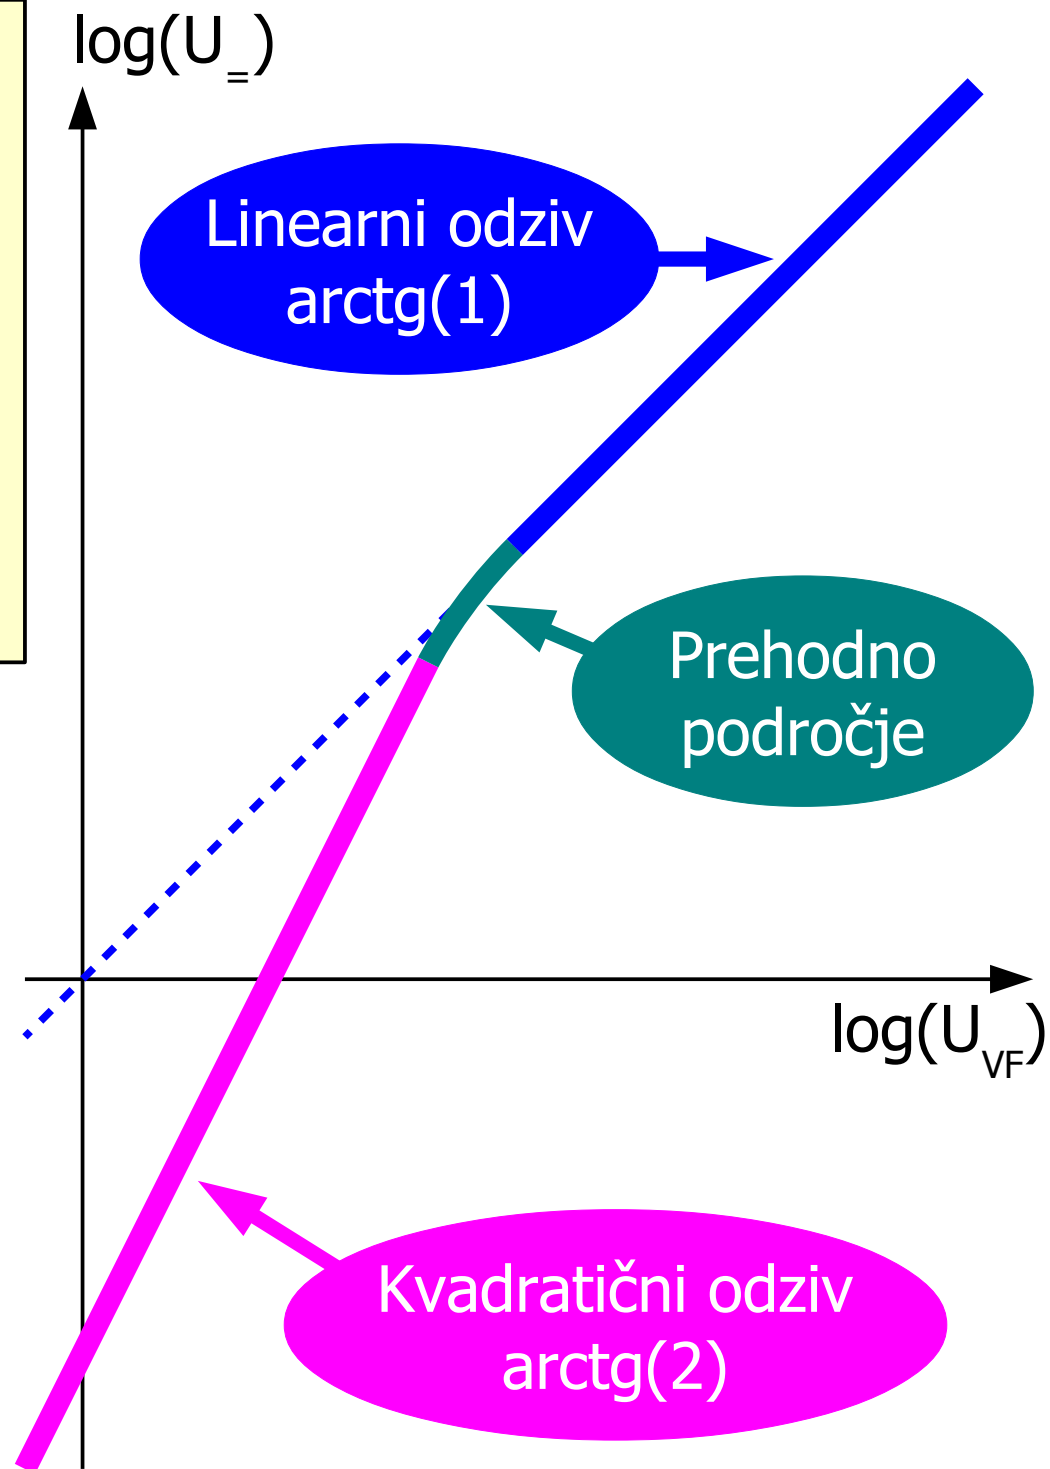 log(U=)
Linearni odziv
arctg(1)
Prehodno
področje
log(UVF)
Kvadratični odziv
arctg(2)